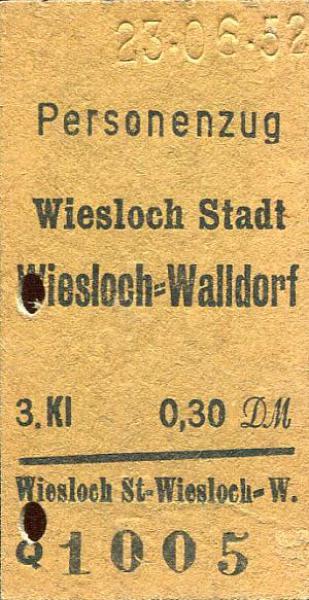 23·06·52
Personenzug
Wiesloch Stadt
Wiesloch=Walldorf
3.Kl 0,30 DM
Wiesloch St-Wiesloch=W.
Q 1005